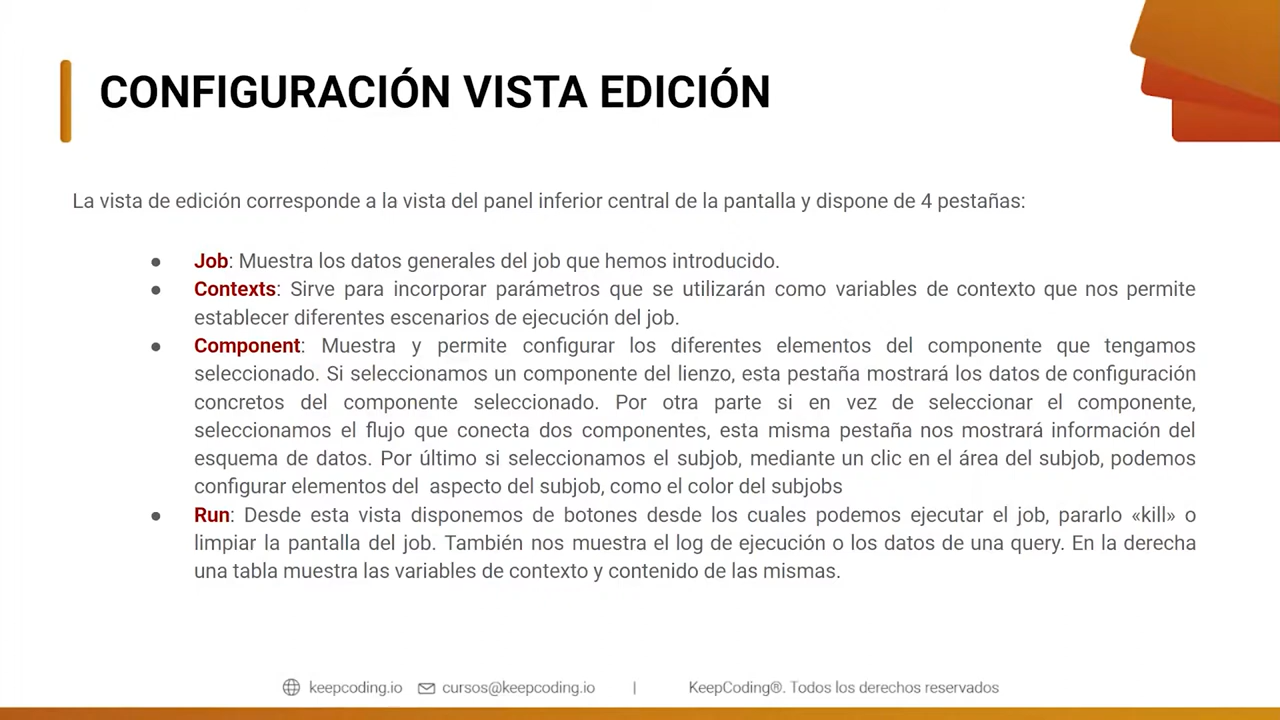 CONFIGURACIÓN VISTA EDICIÓN
La vista de edición corresponde a la vista del panel inferior central de la pantalla y dispone de 4 pestañas:
● Job: Muestra los datos generales del job que hemos introducido.
● Contexts: Sirve para incorporar parámetros que se utilizarán como variables de contexto que nos permite
establecer diferentes escenarios de ejecución del job.
● Component: Muestra y permite configurar los diferentes elementos del componente que tengamos
seleccionado. Si seleccionamos un componente del lienzo, esta pestaña mostrará los datos de configuración
concretos del componente seleccionado. Por otra parte si en vez de seleccionar el componente,
seleccionamos el flujo que conecta dos componentes, esta misma pestaña nos mostrará información del
esquema de datos. Por último si seleccionamos el subjob, mediante un clic en el área del subjob, podemos
configurar elementos del  aspecto del subjob, como el color del subjobs
● Run: Desde esta vista disponemos de botones desde los cuales podemos ejecutar el job, pararlo «kill» o
limpiar la pantalla del job. También nos muestra el log de ejecución o los datos de una query. En la derecha
una tabla muestra las variables de contexto y contenido de las mismas.
keepcoding.io cursos@keepcoding.io | KeepCoding®. Todos los derechos reservados